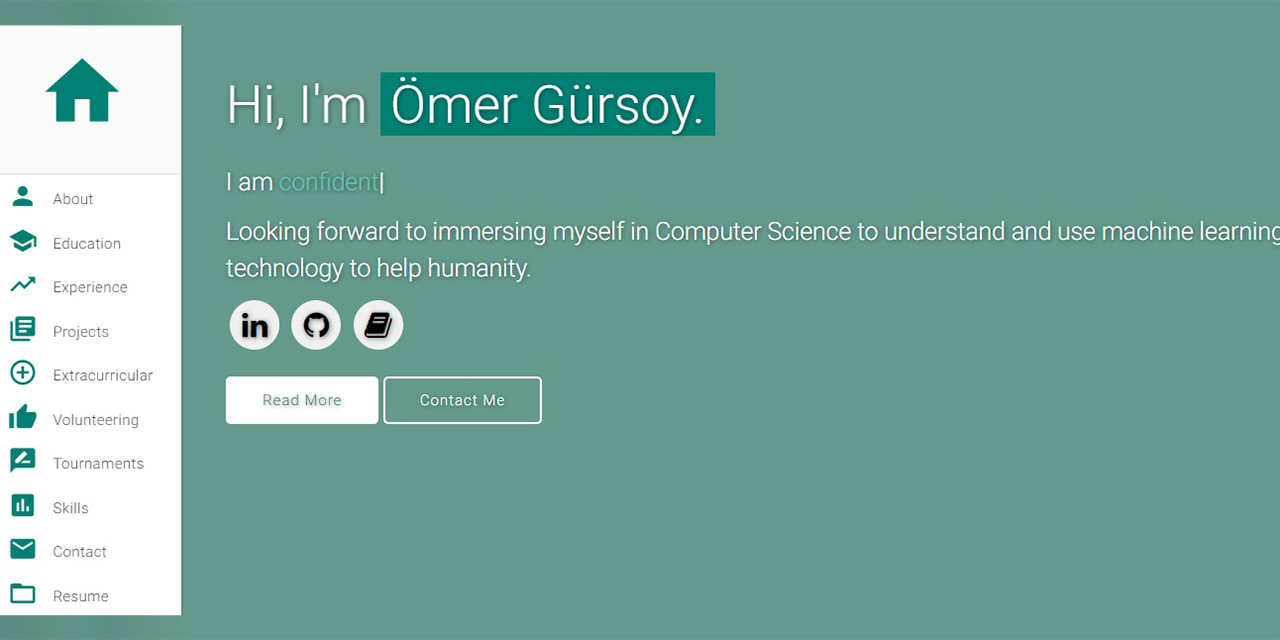 Hi, I'm Ömer Gürsoy.
I am confident|
Looking forward to immersing myself in Computer Science to understand and use machine learning
technology to help humanity.
in
Read More
Contact Me
About
Education
Experience
Projects
Extracurricular
Volunteering
Tournaments
Skills
Contact
Resume